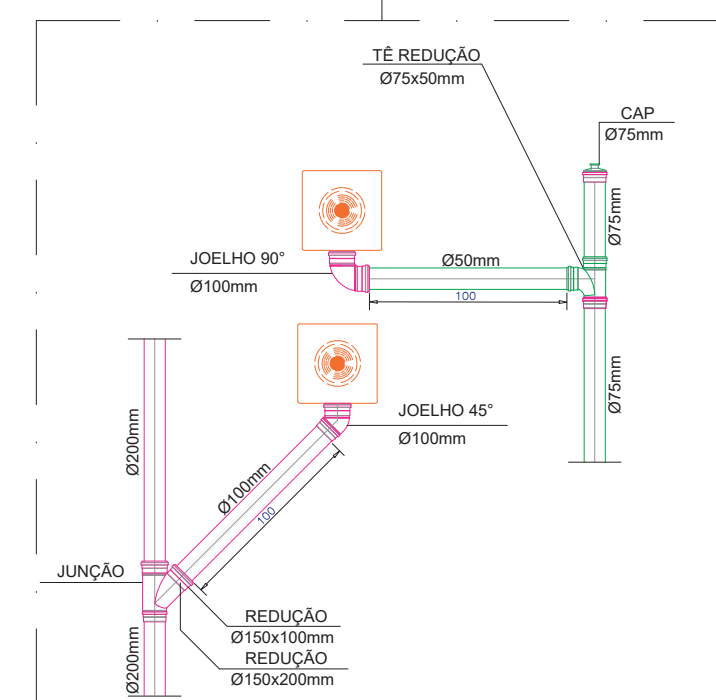 TÊ REDUÇÃO
Ø75x50mm
CAP
Ø75mm
Ø75mm
JOELHO 90°
Ø100mm
Ø50mm
100
Ø75mm
JOELHO 45°
Ø100mm
Ø200mm
Ø100mm
100
JUNÇÃO
REDUÇÃO
Ø150x100mm
REDUÇÃO
Ø150x200mm
Ø200mm